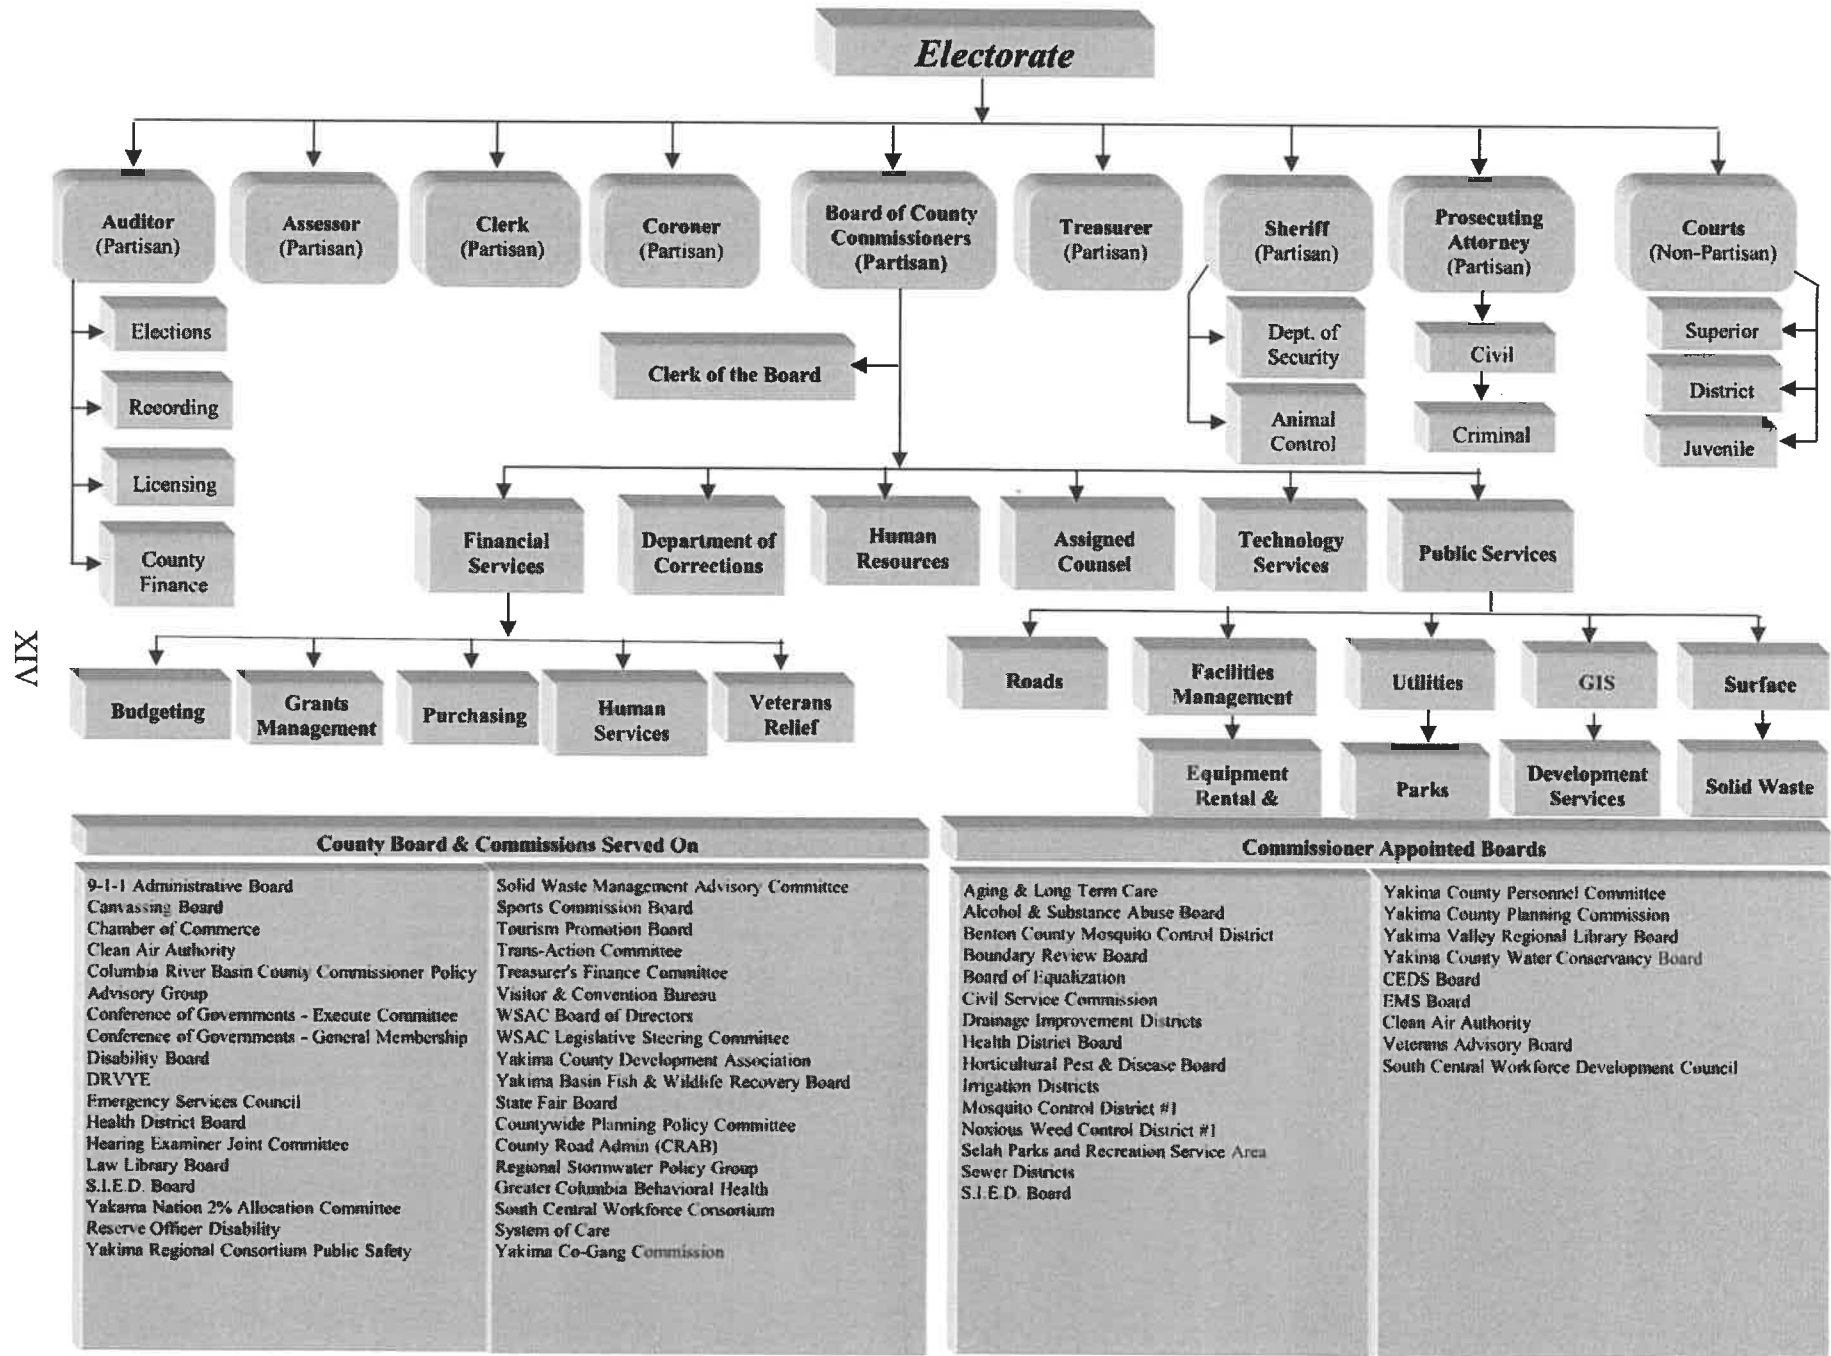 Electorate
Auditor
(Partisan)
Assessor
(Partisan)
Clerk
(Partisan)
Coroner
(Partisan)
Board of County
Commissioners
(Partisan)
Treasurer
(Partisan)
Sheriff
(Partisan)
Prosecuting
Attorney
(Partisan)
Courts
(Non-Partisan)
Elections
Recording
Licensing
County
Finance
Clerk of the Board
Dept. of
Security
Animal
Control
Civil
Criminal
Superior
District
Juvenile
Financial
Services
Department of
Corrections
Human
Resources
Assigned
Counsel
Technology
Services
Public Services
XIV
Budgeting
Grants
Management
Purchasing
Human
Services
Veterans
Relief
Roads
Facilities
Management
Utilities
GIS
Surface
Equipment
Rental &
Parks
Development
Services
Solid Waste
County Board & Commissions Served On
9-1-1 Administrative Board
Canvassing Board
Chamber of Commerce
Clean Air Authority
Columbia River Basin County Commissioner Policy
Advisory Group
Conference of Governments - Execute Committee
Conference of Governments - General Membership
Disability Board
DRVYE
Emergency Services Council
Health District Board
Hearing Examiner Joint Committee
Law Library Board
S.I.E.D. Board
Yakama Nation 2% Allocation Committee
Reserve Officer Disability
Yakima Regional Consortium Public Safety
Solid Waste Management Advisory Committee
Sports Commission Board
Tourism Promotion Board
Trans-Action Committee
Treasurer's Finance Committee
Visitor & Convention Bureau
WSAC Board of Directors
WSAC Legislative Steering Committee
Yakima County Development Association
Yakima Basin Fish & Wildlife Recovery Board
State Fair Board
Countywide Planning Policy Committee
County Road Admin (CRAB)
Regional Stormwater Policy Group
Greater Columbia Behavioral Health
South Central Workforce Consortium
System of Care
Yakima Co-Gang Commission
Commissioner Appointed Boards
Aging & Long Term Care
Alcohol & Substance Abuse Board
Benton County Mosquito Control District
Boundary Review Board
Board of Equalization
Civil Service Commission
Drainage Improvement Districts
Health District Board
Horticultural Pest & Disease Board
Irrigation Districts
Mosquito Control District #1
Noxious Weed Control District #1
Selah Parks and Recreation Service Area
Sewer Districts
S.I.E.D. Board
Yakima County Personnel Committee
Yakima County Planning Commission
Yakima Valley Regional Library Board
Yakima County Water Conservancy Board
CEDS Board
EMS Board
Clean Air Authority
Veterans Advisory Board
South Central Workforce Development Council